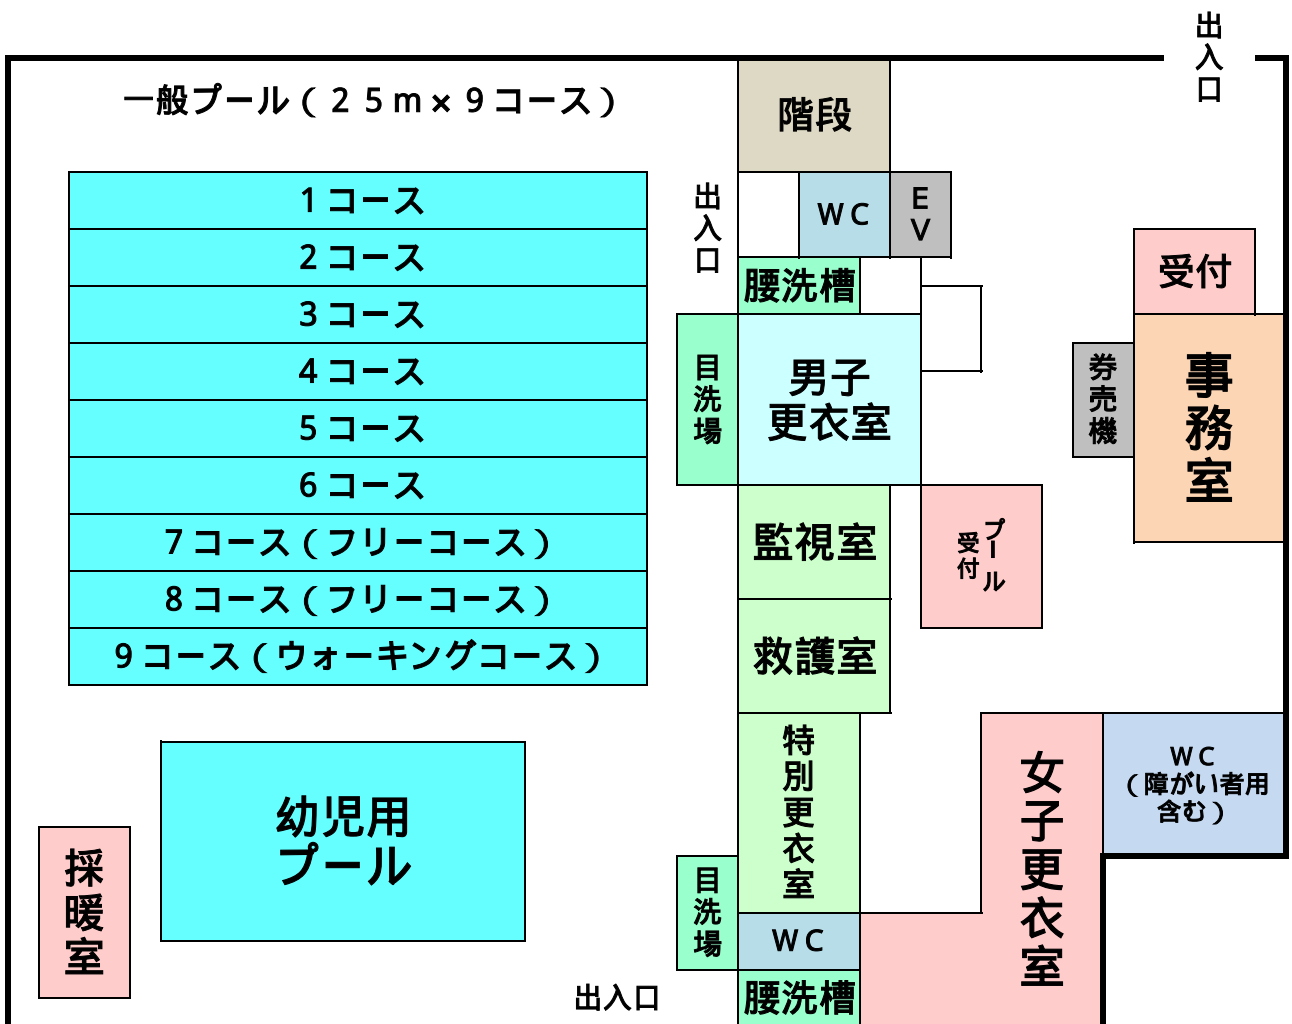 出入口
一般プール（２５ｍ×９コース）
階段
１コース
２コース
３コース
４コース
５コース
６コース
７コース（フリーコース）
８コース（フリーコース）
９コース（ウォーキングコース）
出入口
ＷＣ
ＥＶ
腰洗槽
目洗場
男子
更衣室
受付
券売機
事務室
監視室
プール
受付
救護室
特別更衣室
女子更衣室
ＷＣ
（障がい者用
含む）
幼児用
プール
採暖室
目洗場
ＷＣ
腰洗槽
出入口